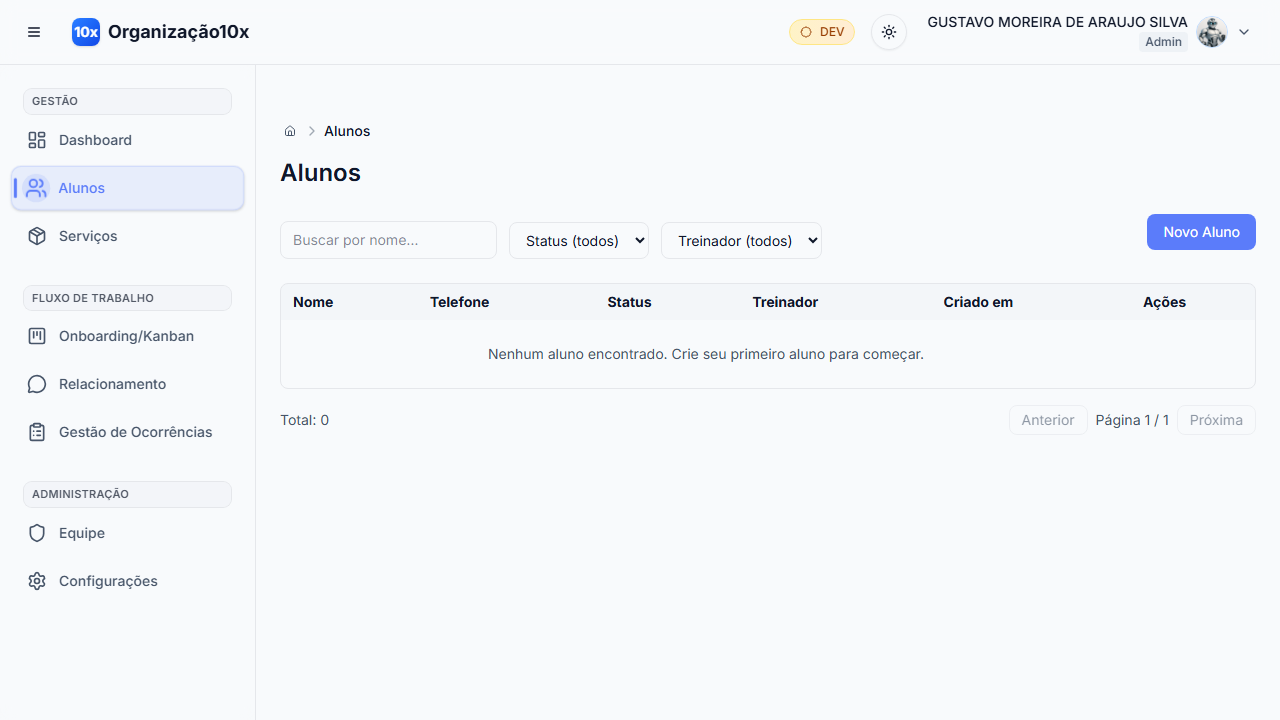 10x Organização10x
DEV
GUSTAVO MOREIRA DE ARAUJO SILVA
Admin
GESTÃO
Dashboard
Alunos
Serviços
FLUXO DE TRABALHO
Onboarding/Kanban
Relacionamento
Gestão de Ocorrências
ADMINISTRAÇÃO
Equipe
Configurações
Alunos
Alunos
Buscar por nome...
Status (todos)
Treinador (todos)
Novo Aluno
Nome Telefone Status Treinador Criado em Ações
Nenhum aluno encontrado. Crie seu primeiro aluno para começar.
Total: 0
Anterior Página 1 / 1 Próxima